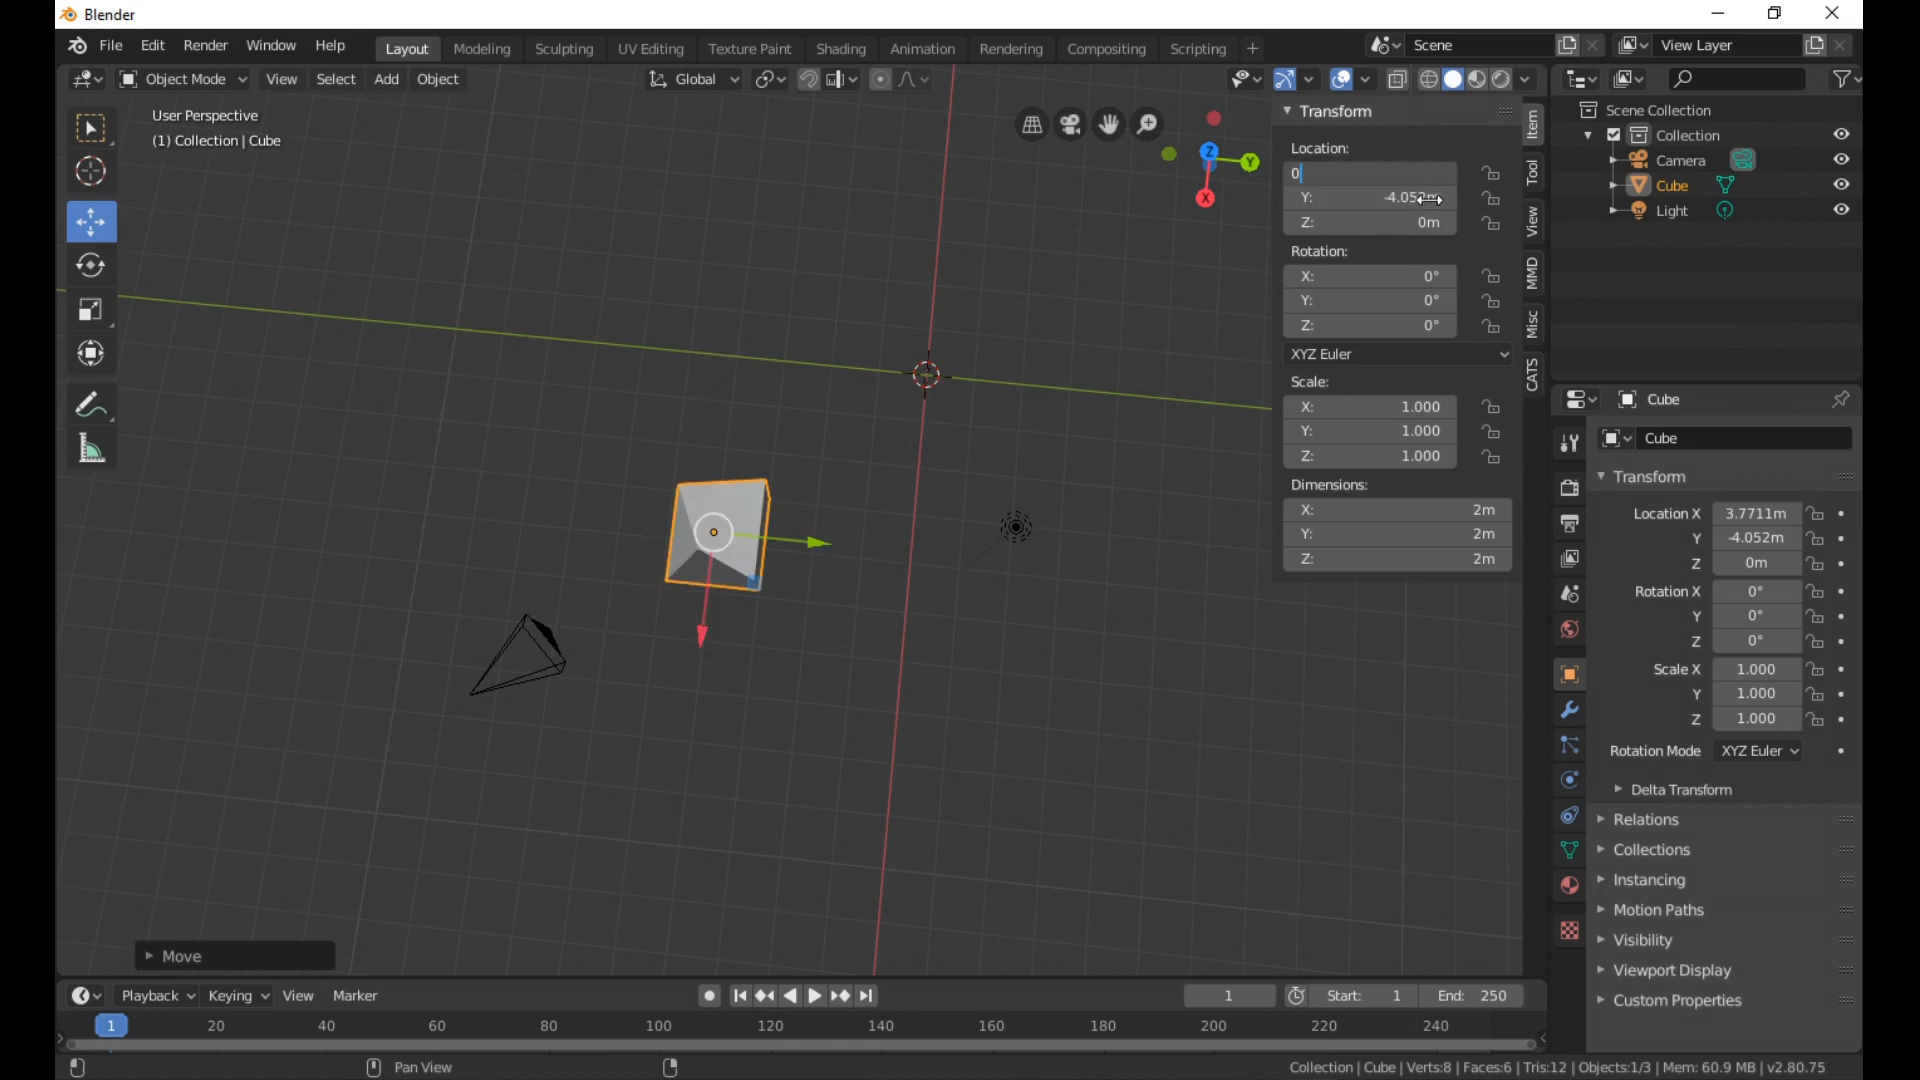 Blender
File Edit Render Window Help Layout Modeling Sculpting UV Editing Texture Paint Shading Animation Rendering Compositing Scripting + Scene View Layer
Object Mode View Select Add Object Global
User Perspective
(1) Collection | Cube
Z Y X
Transform
Location:
0
Y:
Z: 0m
Rotation:
X: 0°
Y: 0°
Z: 0°
XYZ Euler
Scale:
X: 1.000
Y: 1.000
Z: 1.000
Dimensions:
X: 2m
Y: 2m
Z: 2m
Item
Tool
View
MMD
Misc
CATS
Scene Collection
Collection
Camera
Cube
Light
Cube
Cube
Transform
Location X 3.7711m
Y -4.052m
Z 0m
Rotation X 0°
Y 0°
Z 0°
Scale X 1.000
Y 1.000
Z 1.000
Rotation Mode XYZ Euler
Delta Transform
Relations
Collections
Instancing
Motion Paths
Visibility
Viewport Display
Custom Properties
Move
Playback Keying View Marker 1 Start: 1 End: 250
1 20 40 60 80 100 120 140 160 180 200 220 240
Pan View Collection | Cube | Verts:8 | Faces:6 | Tris:12 | Objects:1/3 | Mem: 60.9 MB | v2.80.75